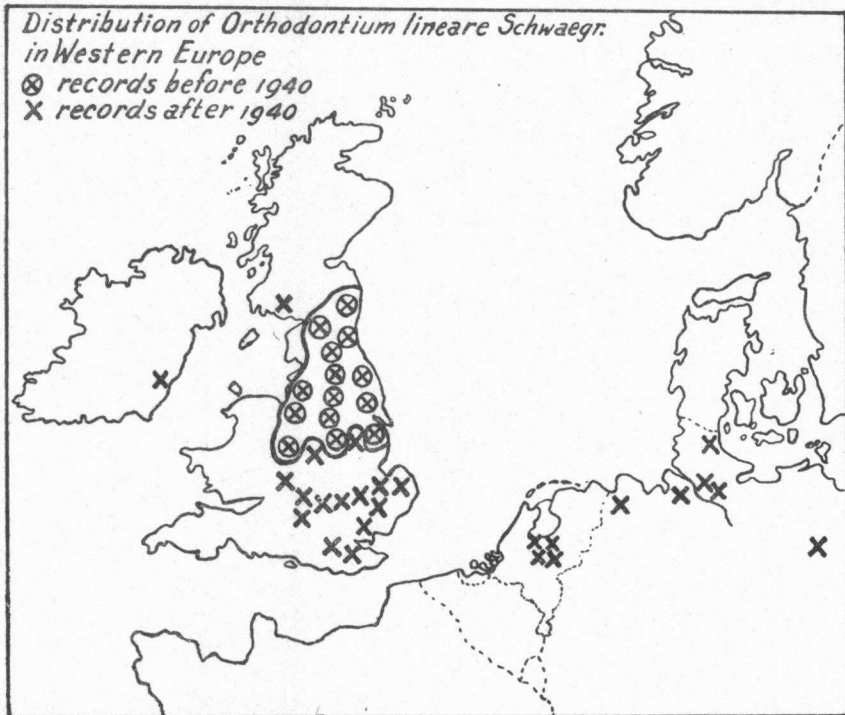 Distribution of Orthodontium lineare Schwaegr.
in Western Europe
⊗ records before 1940
× records after 1940